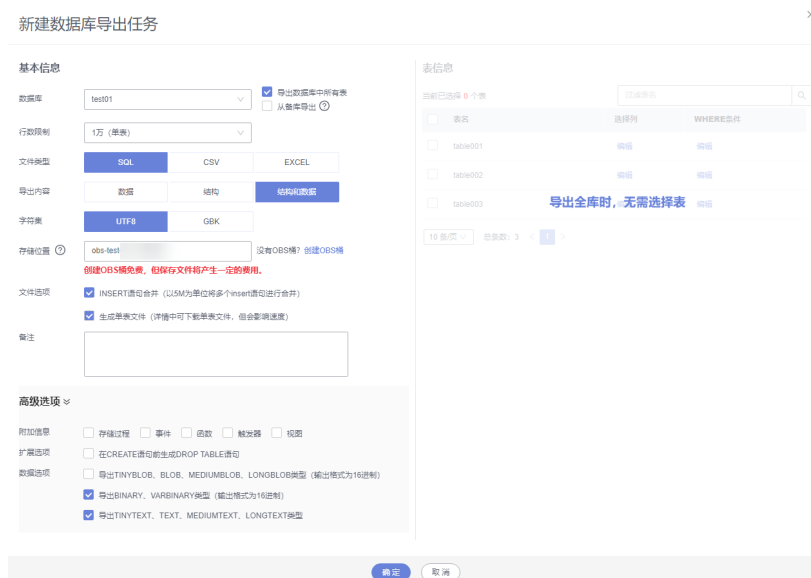 新建数据库导出任务
基本信息
数据库
test01
导出数据库中所有表
从备库导出
行数限制
1万 (单表)
文件类型
SQL
CSV
EXCEL
导出内容
数据
结构
结构和数据
字符集
UTF8
GBK
存储位置
obs-test
没有OBS桶? 创建OBS桶
创建OBS桶免费，但保存文件将产生一定的费用。
文件选项
INSERT语句合并 (以5M为单位将多个insert语句进行合并)
生成单表文件 (详情中可下载单表文件，但会影响速度)
备注
高级选项
附加信息
存储过程
事件
函数
触发器
视图
扩展选项
在CREATE语句前生成DROP TABLE语句
数据选项
导出TINYBLOB、BLOB、MEDIUMBLOB、LONGBLOB类型 (输出格式为16进制)
导出BINARY、VARBINARY类型 (输出格式为16进制)
导出TINYTEXT、TEXT、MEDIUMTEXT、LONGTEXT类型
表信息
当前已选择 0 个表
过滤表名
表名
选择列
WHERE条件
table001
编辑
编辑
table002
编辑
编辑
table003
编辑
导出全库时，无需选择表
10 条/页
总条数: 3
1
确定
取消